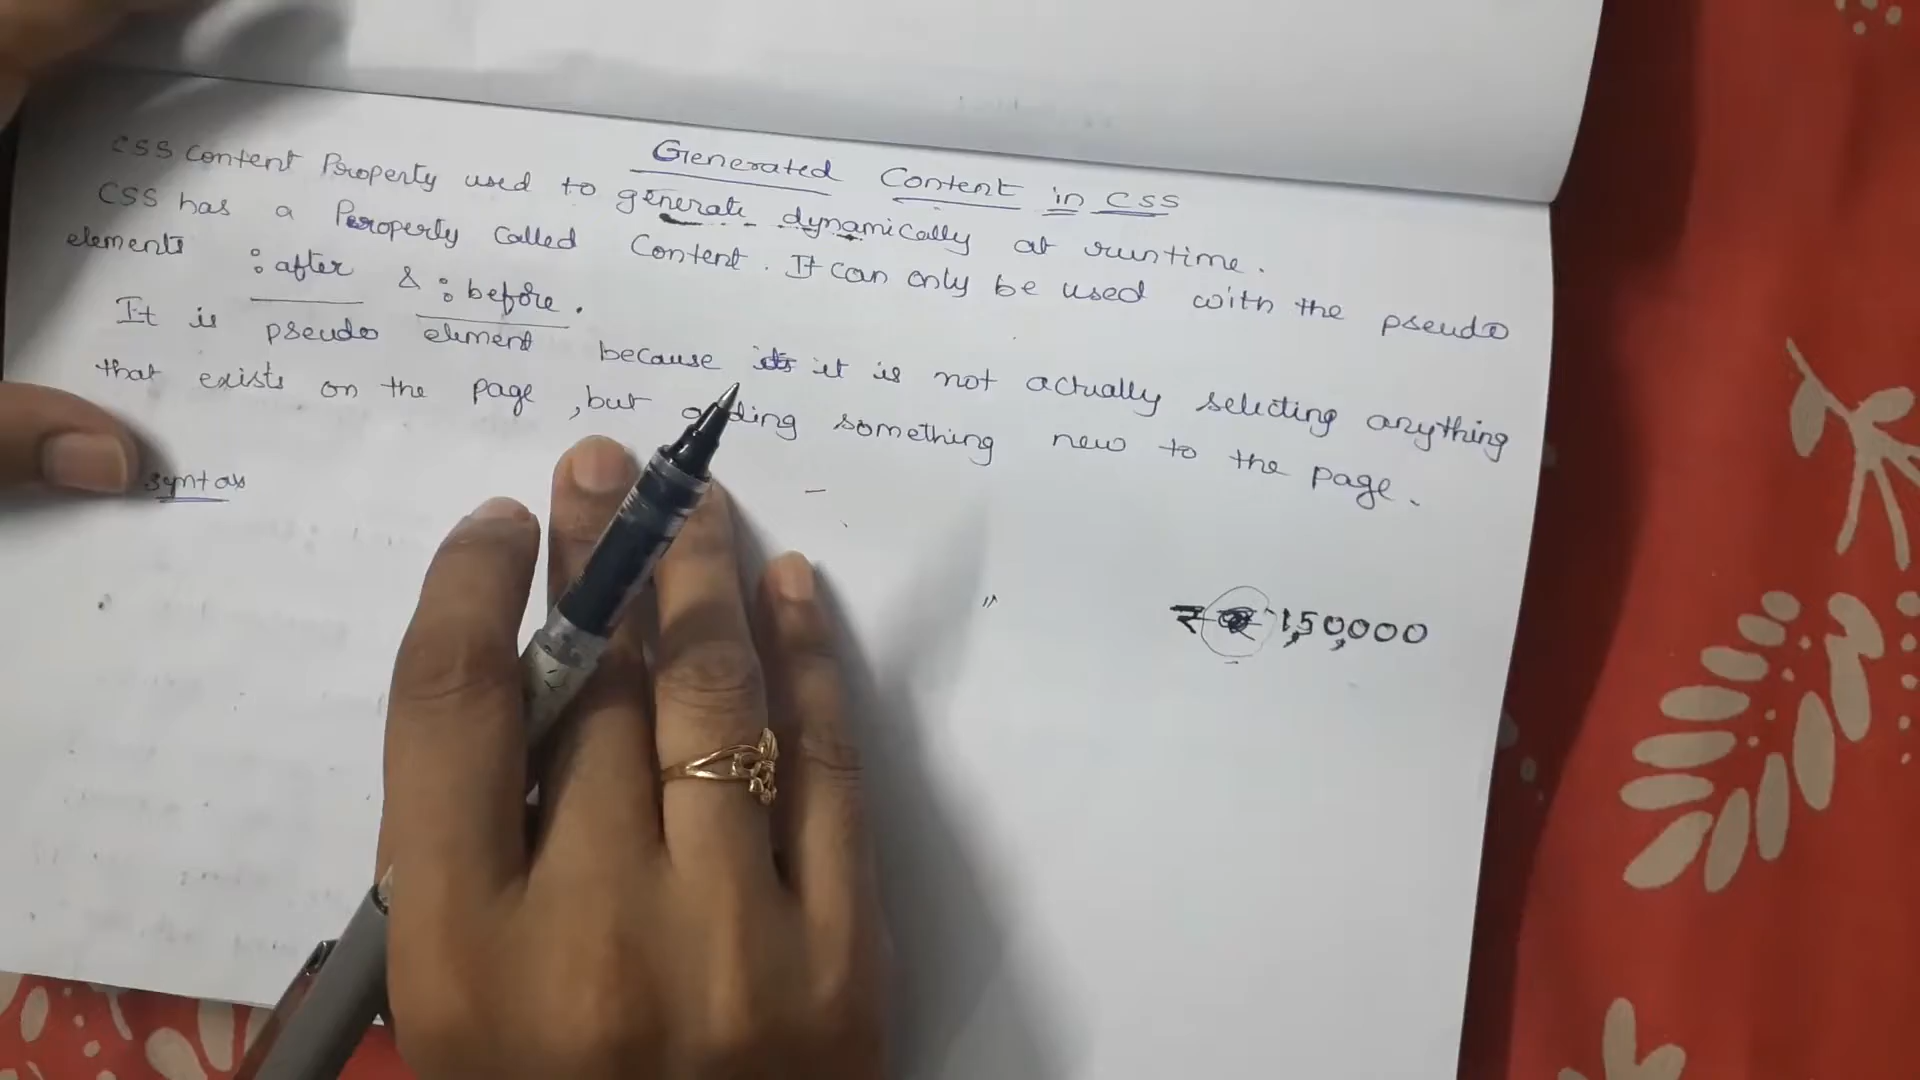 Generated Content in CSS
CSS Content Property used to generate dynamically at runtime.
CSS has a Property Called Content. It can only be used with the pseudo
elements ::after & ::before.
It is pseudo element because it is not actually selecting anything
that exists on the page, but adding something new to the page.
Syntax
₹ 1,50,000